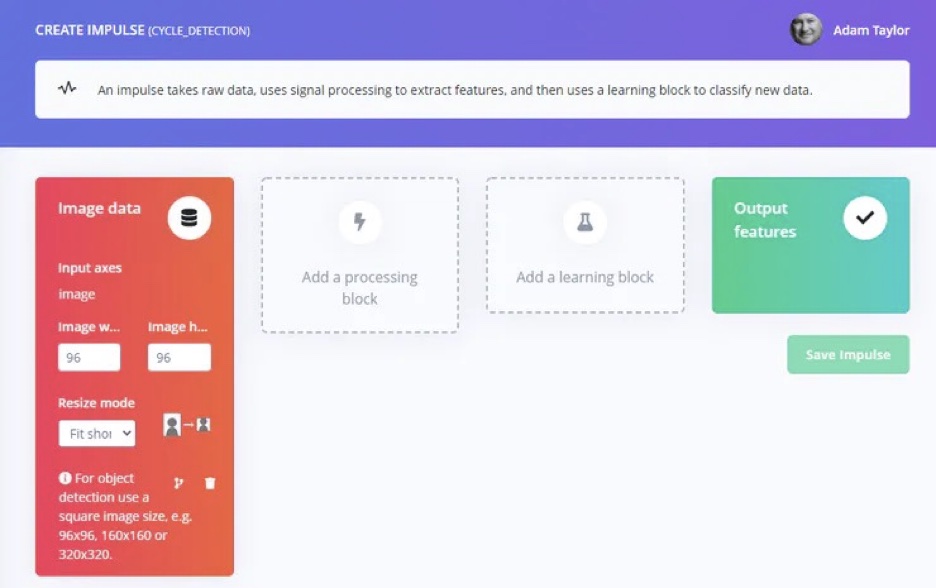 CREATE IMPULSE (CYCLE_DETECTION)
Adam Taylor
An impulse takes raw data, uses signal processing to extract features, and then uses a learning block to classify new data.
Image data
Input axes
image
Image w...
Image h...
96
96
Resize mode
Fit shor
For object
detection use a
square image size, e.g.
96x96, 160x160 or
320x320.
Add a processing
block
Add a learning block
Output
features
Save Impulse